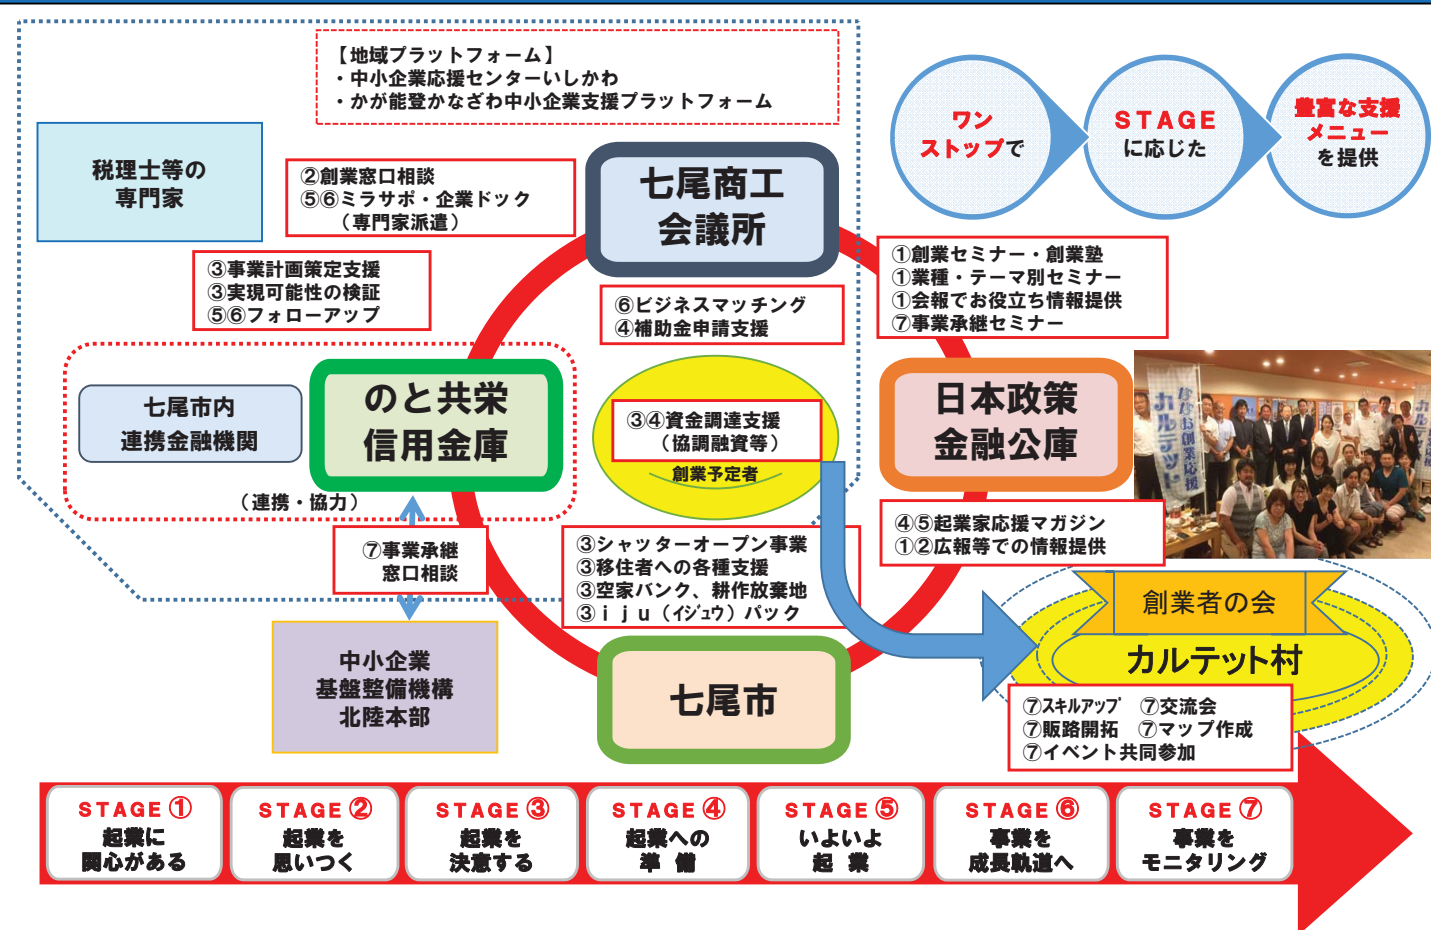 【地域プラットフォーム】
・中小企業応援センターいしかわ
・かが能登かなざわ中小企業支援プラットフォーム
ワン
ストップで
STAGE
に応じた
豊富な支援
メニュー
を提供
税理士等の
専門家
②創業窓口相談
⑤⑥ミラサポ・企業ドック
（専門家派遣）
七尾商工
会議所
③事業計画策定支援
③実現可能性の検証
⑤⑥フォローアップ
⑥ビジネスマッチング
④補助金申請支援
①創業セミナー・創業塾
①業種・テーマ別セミナー
①会報でお役立ち情報提供
⑦事業承継セミナー
七尾市内
連携金融機関
のと共栄
信用金庫
（連携・協力）
③④資金調達支援
（協調融資等）
創業予定者
日本政策
金融公庫
カルテット
お創業応援
⑦事業承継
窓口相談
③シャッターオープン事業
③移住者への各種支援
③空家バンク、耕作放棄地
③ｉｊｕ（イジュウ）パック
④⑤起業家応援マガジン
①②広報等での情報提供
中小企業
基盤整備機構
北陸本部
七尾市
創業者の会
カルテット村
⑦スキルアップ　⑦交流会
⑦販路開拓　⑦マップ作成
⑦イベント共同参加
STAGE①
起業に
関心がある
STAGE②
起業を
思いつく
STAGE③
起業を
決意する
STAGE④
起業への
準　備
STAGE⑤
いよいよ
起　業
STAGE⑥
事業を
成長軌道へ
STAGE⑦
事業を
モニタリング